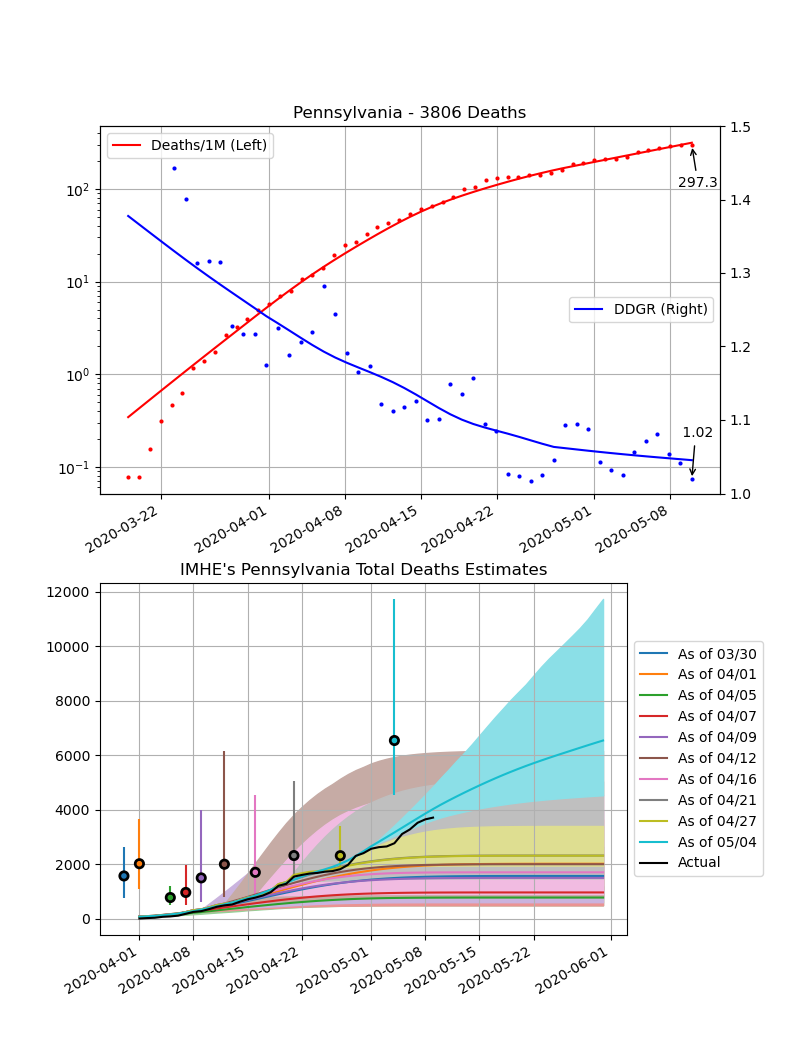 Pennsylvania - 3806 Deaths
Deaths/1M (Left)
DDGR (Right)
297.3
1.02
10²
10¹
10⁰
10⁻¹
1.5
1.4
1.3
1.2
1.1
1.0
2020-03-22
2020-04-01
2020-04-08
2020-04-15
2020-04-22
2020-05-01
2020-05-08
IMHE's Pennsylvania Total Deaths Estimates
12000
10000
8000
6000
4000
2000
0
2020-04-01
2020-04-08
2020-04-15
2020-04-22
2020-05-01
2020-05-08
2020-05-15
2020-05-22
2020-06-01
As of 03/30
As of 04/01
As of 04/05
As of 04/07
As of 04/09
As of 04/12
As of 04/16
As of 04/21
As of 04/27
As of 05/04
Actual